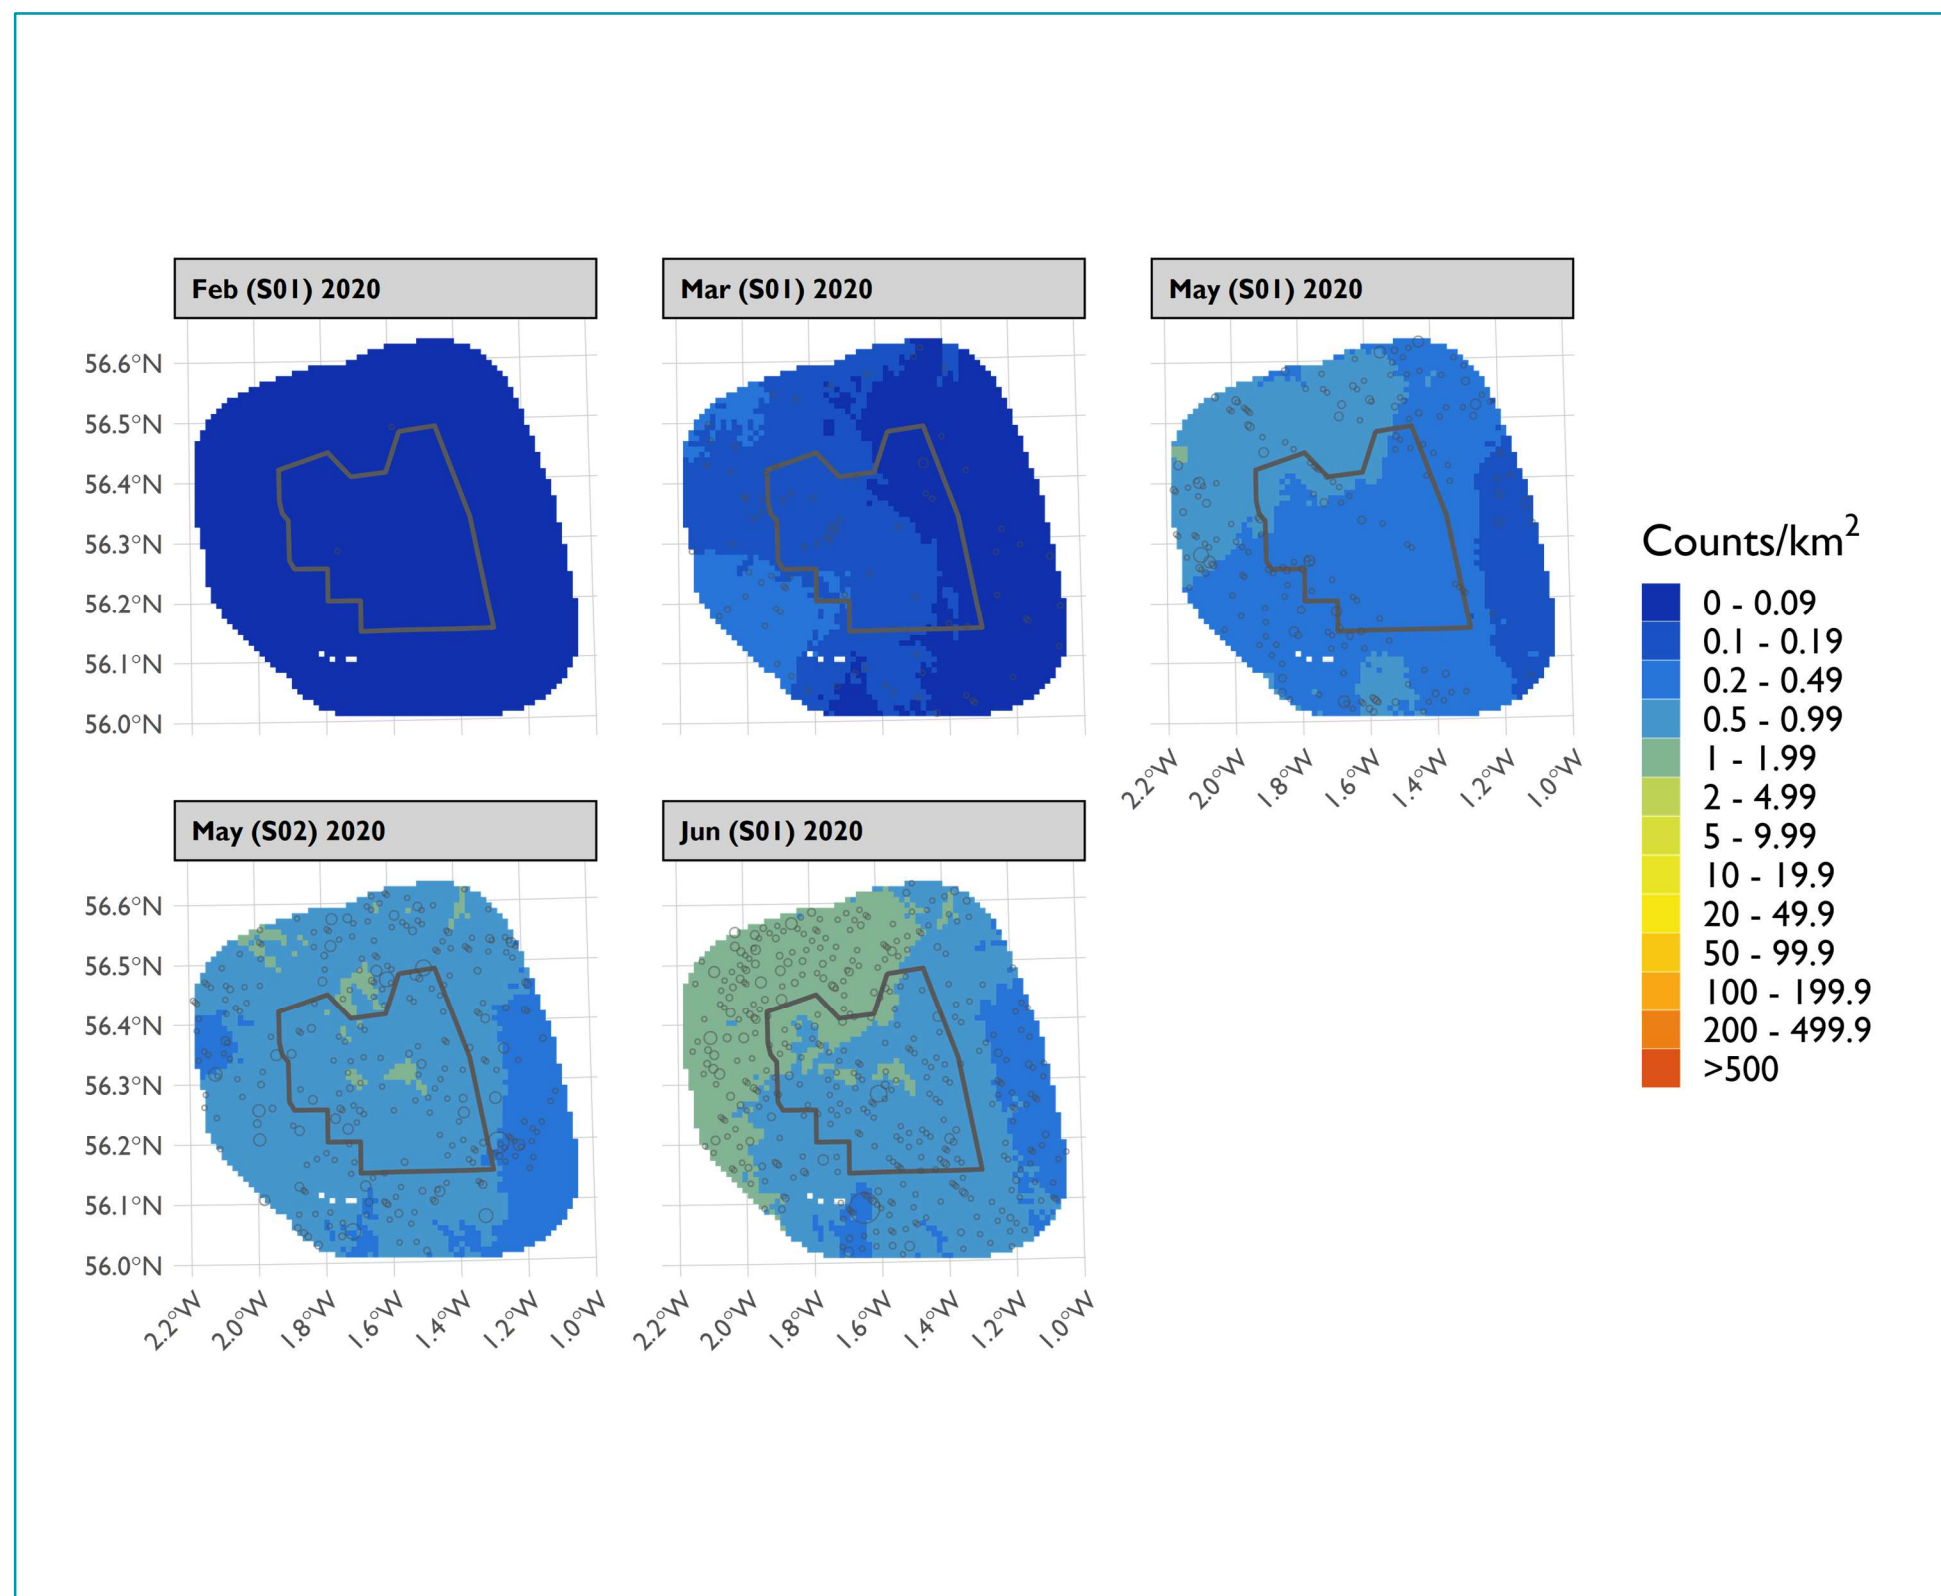 Feb (S01) 2020
Mar (S01) 2020
May (S01) 2020
56.6°N
56.5°N
56.4°N
56.3°N
56.2°N
56.1°N
56.0°N
2.2°W
2.0°W
1.8°W
1.6°W
1.4°W
1.2°W
1.0°W
May (S02) 2020
Jun (S01) 2020
56.6°N
56.5°N
56.4°N
56.3°N
56.2°N
56.1°N
56.0°N
2.2°W
2.0°W
1.8°W
1.6°W
1.4°W
1.2°W
1.0°W
2.2°W
2.0°W
1.8°W
1.6°W
1.4°W
1.2°W
1.0°W
Counts/km²
0 - 0.09
0.1 - 0.19
0.2 - 0.49
0.5 - 0.99
1 - 1.99
2 - 4.99
5 - 9.99
10 - 19.9
20 - 49.9
50 - 99.9
100 - 199.9
200 - 499.9
>500